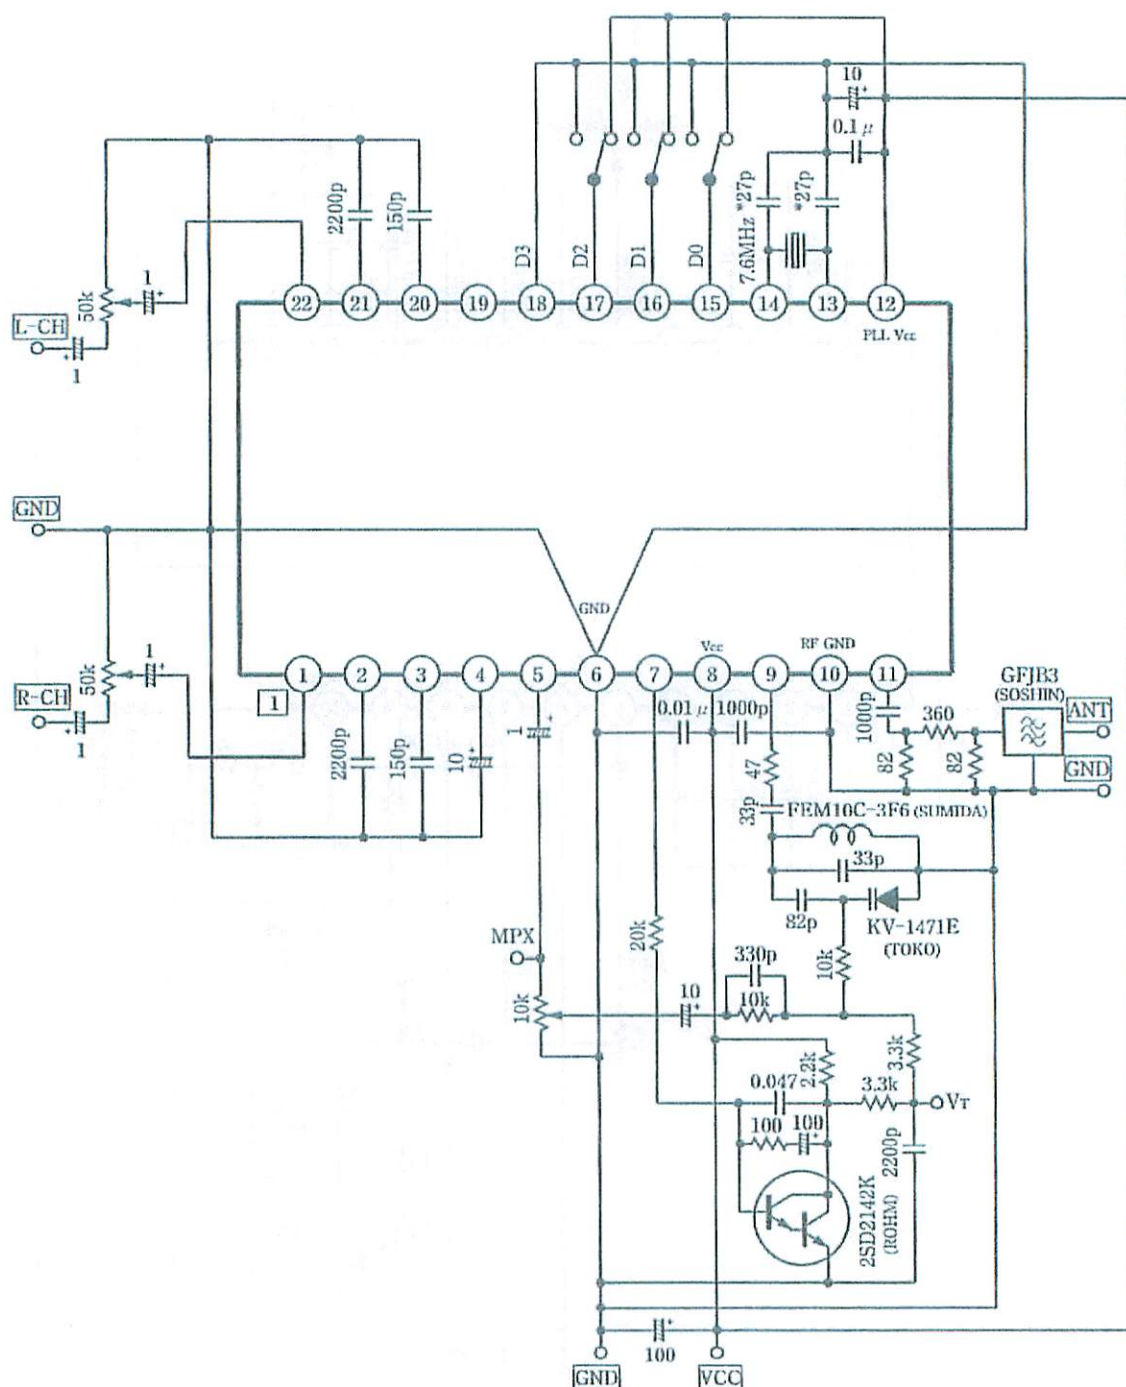 10
0.1 μ
2200p
150p
D3
D2
D1
D0
7.6MHz
*27p
*27p
50k
1
L-CH
1
22
21
20
19
18
17
16
15
14
13
12
PLL Vcc
GND
GND
Vcc
RF GND
50k
1
R-CH
1
1
2
3
4
5
6
7
8
9
10
11
1
2200p
150p
10
1
0.01 μ
1000p
47
33p
1000p
360
82
82
GFJB3
(SOSHIN)
ANT
GND
FEM10C-3F6 (SUMIDA)
33p
82p
KV-1471E
(TOKO)
MPX
20k
330p
10k
10k
10
10k
3.3k
2.2k
0.047
3.3k
VT
100
100
2200p
2SD2142K
(ROHM)
100
GND
VCC